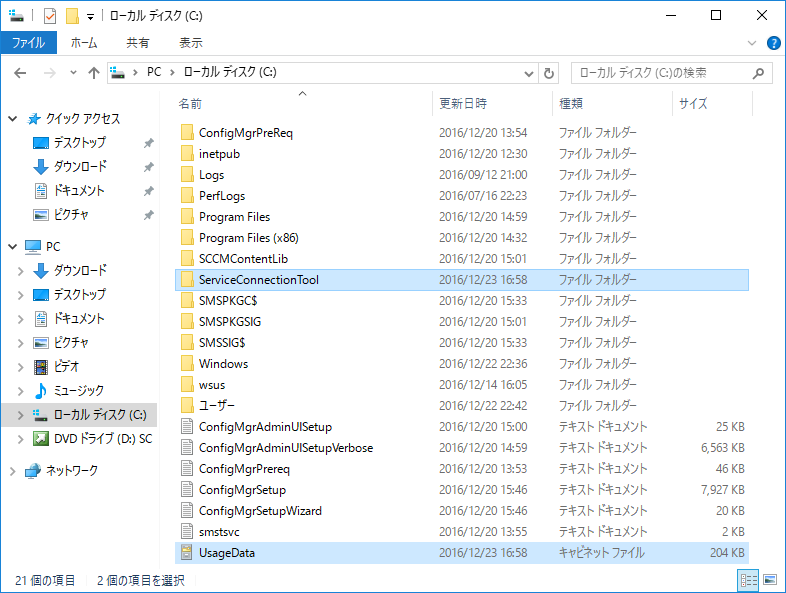 ローカル ディスク (C:)
ファイル ホーム 共有 表示
PC ローカル ディスク (C:) ローカル ディスク (C:)の検索
クイック アクセス
デスクトップ
ダウンロード
ドキュメント
ピクチャ
PC
ダウンロード
デスクトップ
ドキュメント
ピクチャ
ビデオ
ミュージック
ローカル ディスク (C:)
DVD ドライブ (D:) SC
ネットワーク
名前 更新日時 種類 サイズ
ConfigMgrPreReq 2016/12/20 13:54 ファイル フォルダー
inetpub 2016/12/20 12:30 ファイル フォルダー
Logs 2016/09/12 21:00 ファイル フォルダー
PerfLogs 2016/07/16 22:23 ファイル フォルダー
Program Files 2016/12/20 14:59 ファイル フォルダー
Program Files (x86) 2016/12/20 14:32 ファイル フォルダー
SCCMContentLib 2016/12/20 15:01 ファイル フォルダー
ServiceConnectionTool 2016/12/23 16:58 ファイル フォルダー
SMSPKGC$ 2016/12/20 15:33 ファイル フォルダー
SMSPKGSIG 2016/12/20 15:01 ファイル フォルダー
SMSSIG$ 2016/12/20 15:33 ファイル フォルダー
Windows 2016/12/22 22:36 ファイル フォルダー
wsus 2016/12/14 16:05 ファイル フォルダー
ユーザー 2016/12/22 22:42 ファイル フォルダー
ConfigMgrAdminUISetup 2016/12/20 15:00 テキスト ドキュメント 25 KB
ConfigMgrAdminUISetupVerbose 2016/12/20 14:59 テキスト ドキュメント 6,563 KB
ConfigMgrPrereq 2016/12/20 13:53 テキスト ドキュメント 46 KB
ConfigMgrSetup 2016/12/20 15:46 テキスト ドキュメント 7,927 KB
ConfigMgrSetupWizard 2016/12/20 15:46 テキスト ドキュメント 20 KB
smstsvc 2016/12/20 13:55 テキスト ドキュメント 2 KB
UsageData 2016/12/23 16:58 キャビネット ファイル 204 KB
21 個の項目 2 個の項目を選択